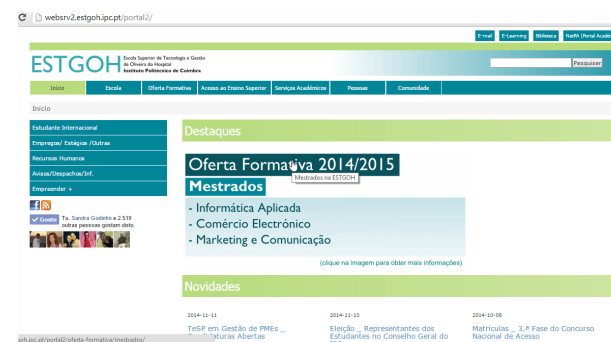 websrv2.estgoh.ipc.pt/portal2/
E-mail E-Learning Biblioteca NetPA (Portal Acadé
ESTGOH Escola Superior de Tecnologia e Gestão
de Oliveira do Hospital
Instituto Politécnico de Coimbra
Pesquisar
Início Escola Oferta Formativa Acesso ao Ensino Superior Serviços Académicos Pessoas Comunidade
Início
Estudante Internacional
Empregos/ Estágios /Outras
Recursos Humanos
Avisos/Despachos/Inf.
Empreender +
Gosto Tu, Sandra Godinho e 2.519
outras pessoas gostam disto.
Destaques
Oferta Formativa 2014/2015
Mestrados na ESTGOH
Mestrados
- Informática Aplicada
- Comércio Electrónico
- Marketing e Comunicação
(clique na imagem para obter mais informações)
Novidades
2014-11-11
TeSP em Gestão de PMEs _
Candidaturas Abertas
2014-11-10
Eleição _ Representantes dos
Estudantes no Conselho Geral do
2014-10-08
Matrículas _ 3.ª Fase do Concurso
Nacional de Acesso
oh.ipc.pt/portal2/oferta-formativa/mestrados/